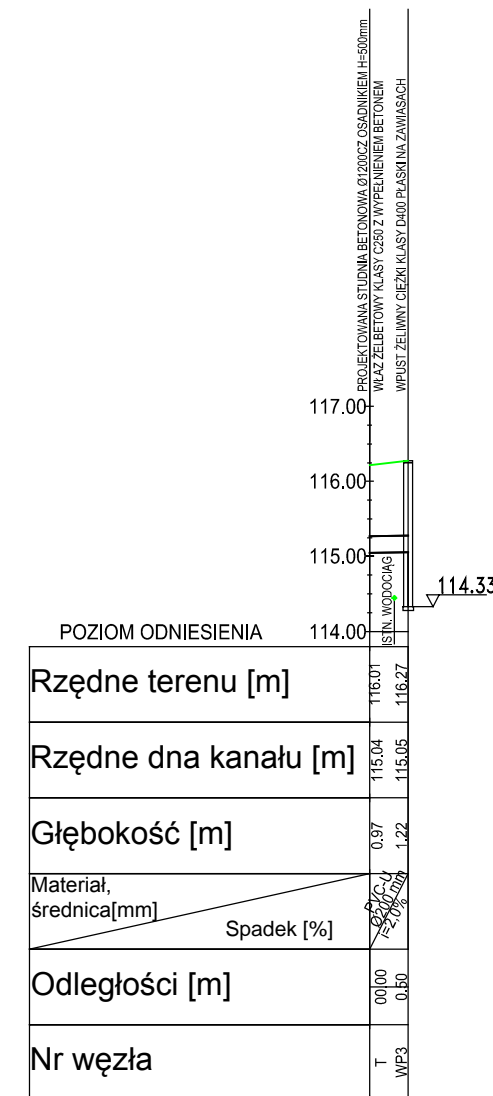 PROJEKTOWANA STUDNIA BETONOWA Ø1200CZ OSADNIKIEM H=500mm
WŁAZ ŻELBETOWY KLASY C250 Z WYPEŁNIENIEM BETONEM
WPUST ŻELIWNY CIĘŻKI KLASY D400 PŁASKI NA ZAWIASACH
117.00
116.00
115.00
114.00
ISTN. WODOCIĄG
114.33
POZIOM ODNIESIENIA
Rzędne terenu [m]
116.01
116.27
Rzędne dna kanału [m]
115.04
115.05
Głębokość [m]
0.97
1.22
Materiał,
średnica[mm]
Spadek [%]
PVC-U
Ø200 mm
i=2,0%
Odległości [m]
00.00
0.50
Nr węzła
T
WP3